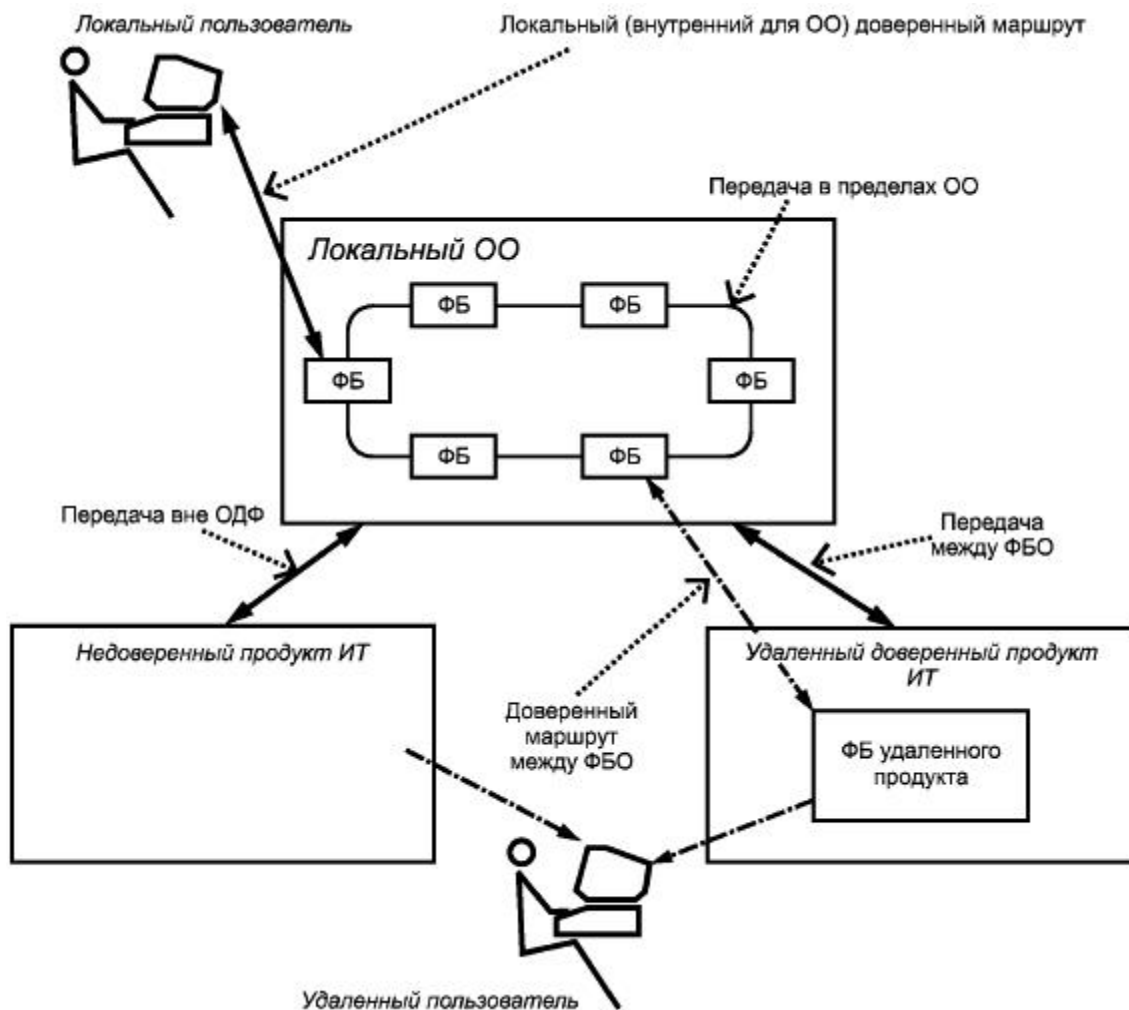 Локальный пользователь
Локальный (внутренний для ОО) доверенный маршрут
Передача в пределах ОО
Локальный ОО
ФБ
ФБ
ФБ
ФБ
ФБ
ФБ
Передача вне ОДФ
Передача
между ФБО
Недоверенный продукт ИТ
Удаленный доверенный продукт
ИТ
Доверенный
маршрут
между ФБО
ФБ удаленного
продукта
Удаленный пользователь